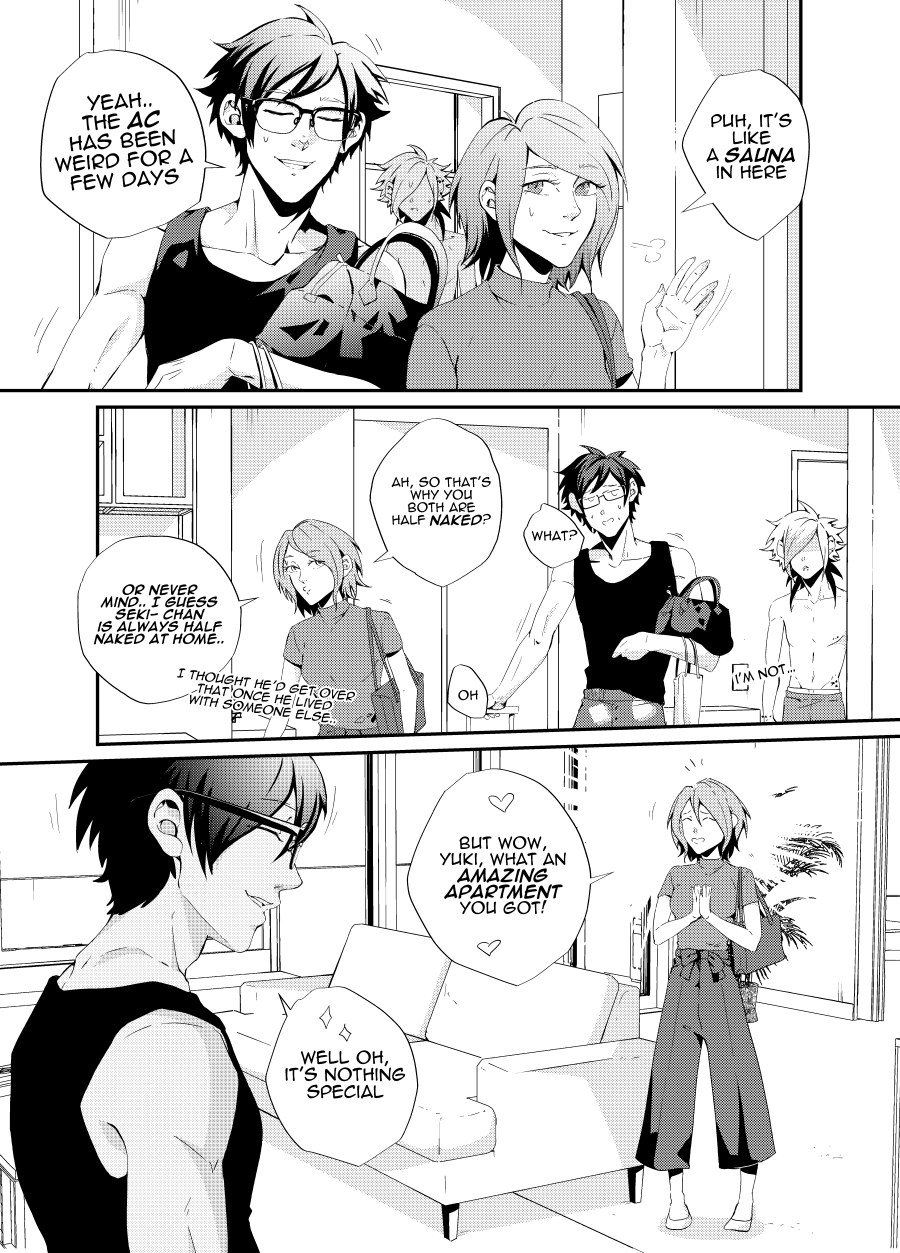 PUH, IT'S
LIKE
A SAUNA
IN HERE
YEAH..
THE AC
HAS BEEN
WEIRD FOR A
FEW DAYS
AH, SO THAT'S
WHY YOU
BOTH ARE
HALF NAKED?
WHAT?
OR NEVER
MIND.. I GUESS
SEKI- CHAN
IS ALWAYS HALF
NAKED AT HOME..
I THOUGHT HE'D GET OVER
THAT ONCE HE LIVED
WITH SOMEONE ELSE..
OH
I'M NOT...
BUT WOW,
YUKI, WHAT AN
AMAZING
APARTMENT
YOU GOT!
WELL OH,
IT'S NOTHING
SPECIAL